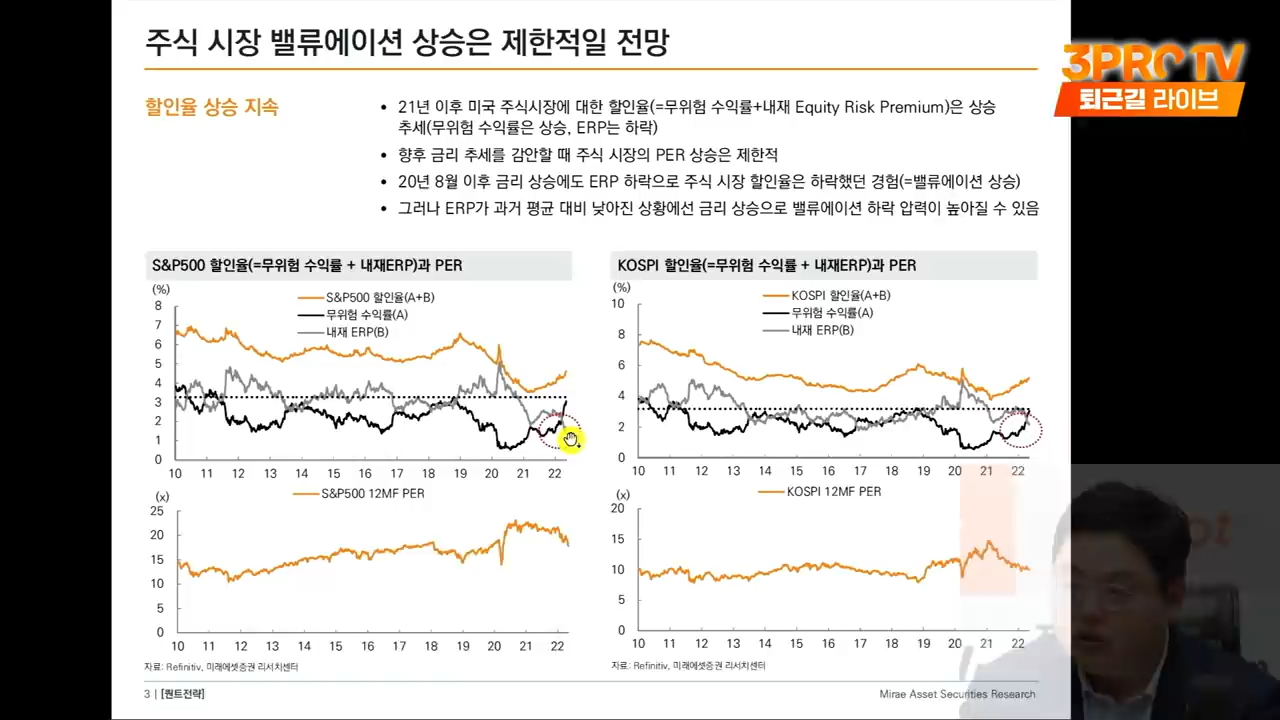 주식 시장 밸류에이션 상승은 제한적일 전망
3PRO TV
퇴근길 라이브
할인율 상승 지속
• 21년 이후 미국 주식시장에 대한 할인율(=무위험 수익률+내재 Equity Risk Premium)은 상승
추세(무위험 수익률은 상승, ERP는 하락)
• 향후 금리 추세를 감안할 때 주식 시장의 PER 상승은 제한적
• 20년 8월 이후 금리 상승에도 ERP 하락으로 주식 시장 할인율은 하락했던 경험(=밸류에이션 상승)
• 그러나 ERP가 과거 평균 대비 낮아진 상황에선 금리 상승으로 밸류에이션 하락 압력이 높아질 수 있음
S&P500 할인율(=무위험 수익률 + 내재ERP)과 PER
(%)
S&P500 할인율(A+B)
무위험 수익률(A)
내재 ERP(B)
8
7
6
5
4
3
2
1
0
10 11 12 13 14 15 16 17 18 19 20 21 22
(x)
S&P500 12MF PER
25
20
15
10
5
0
10 11 12 13 14 15 16 17 18 19 20 21 22
자료: Refinitiv, 미래에셋증권 리서치센터
KOSPI 할인율(=무위험 수익률 + 내재ERP)과 PER
(%)
KOSPI 할인율(A+B)
무위험 수익률(A)
내재 ERP(B)
10
8
6
4
2
0
10 11 12 13 14 15 16 17 18 19 20 21 22
(x)
KOSPI 12MF PER
20
15
10
5
0
10 11 12 13 14 15 16 17 18 19 20 21 22
자료: Refinitiv, 미래에셋증권 리서치센터
3 | [퀀트전략]
Mirae Asset Securities Research